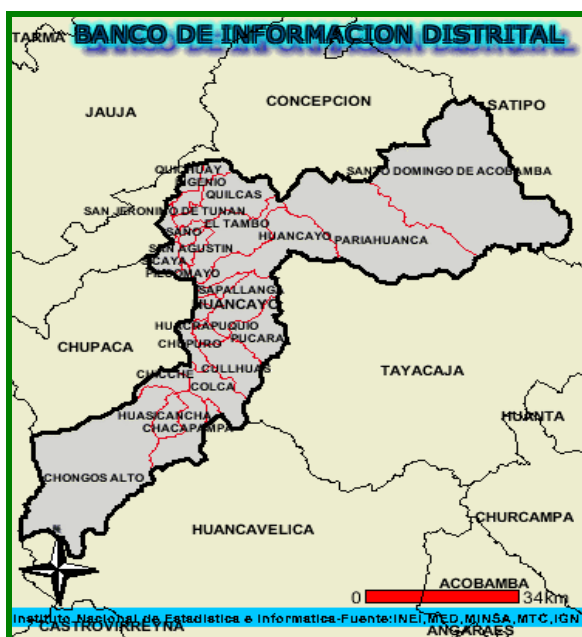 BANCO DE INFORMACION DISTRITAL
TARMA
CONCEPCION
SATIPO
JAUJA
QUICHUAY
INGENIO
SANTO DOMINGO DE ACOBAMBA
QUILCAS
SAN JERONIMO DE TUNAN
EL TAMBO
SAÑO
HUANCAYO
PARIAHUANCA
SAN AGUSTIN
SICAYA
PILCOMAYO
SAPALLANGA
HUANCAYO
HUACRAPUQUIO
PUCARA
CHUPURO
CHUPACA
CULLHUAS
TAYACAJA
CHICCHE
COLCA
HUASICANCHA
CHACAPAMPA
HUANTA
CHONGOS ALTO
CHURCAMPA
HUANCAVELICA
N
ACOBAMBA
0 34km
Instituto Nacional de Estadistica e Informatica-Fuente:INEI,MED,MINSA,MTC,IGN
CASTROVIRREYNA
ANGARAES